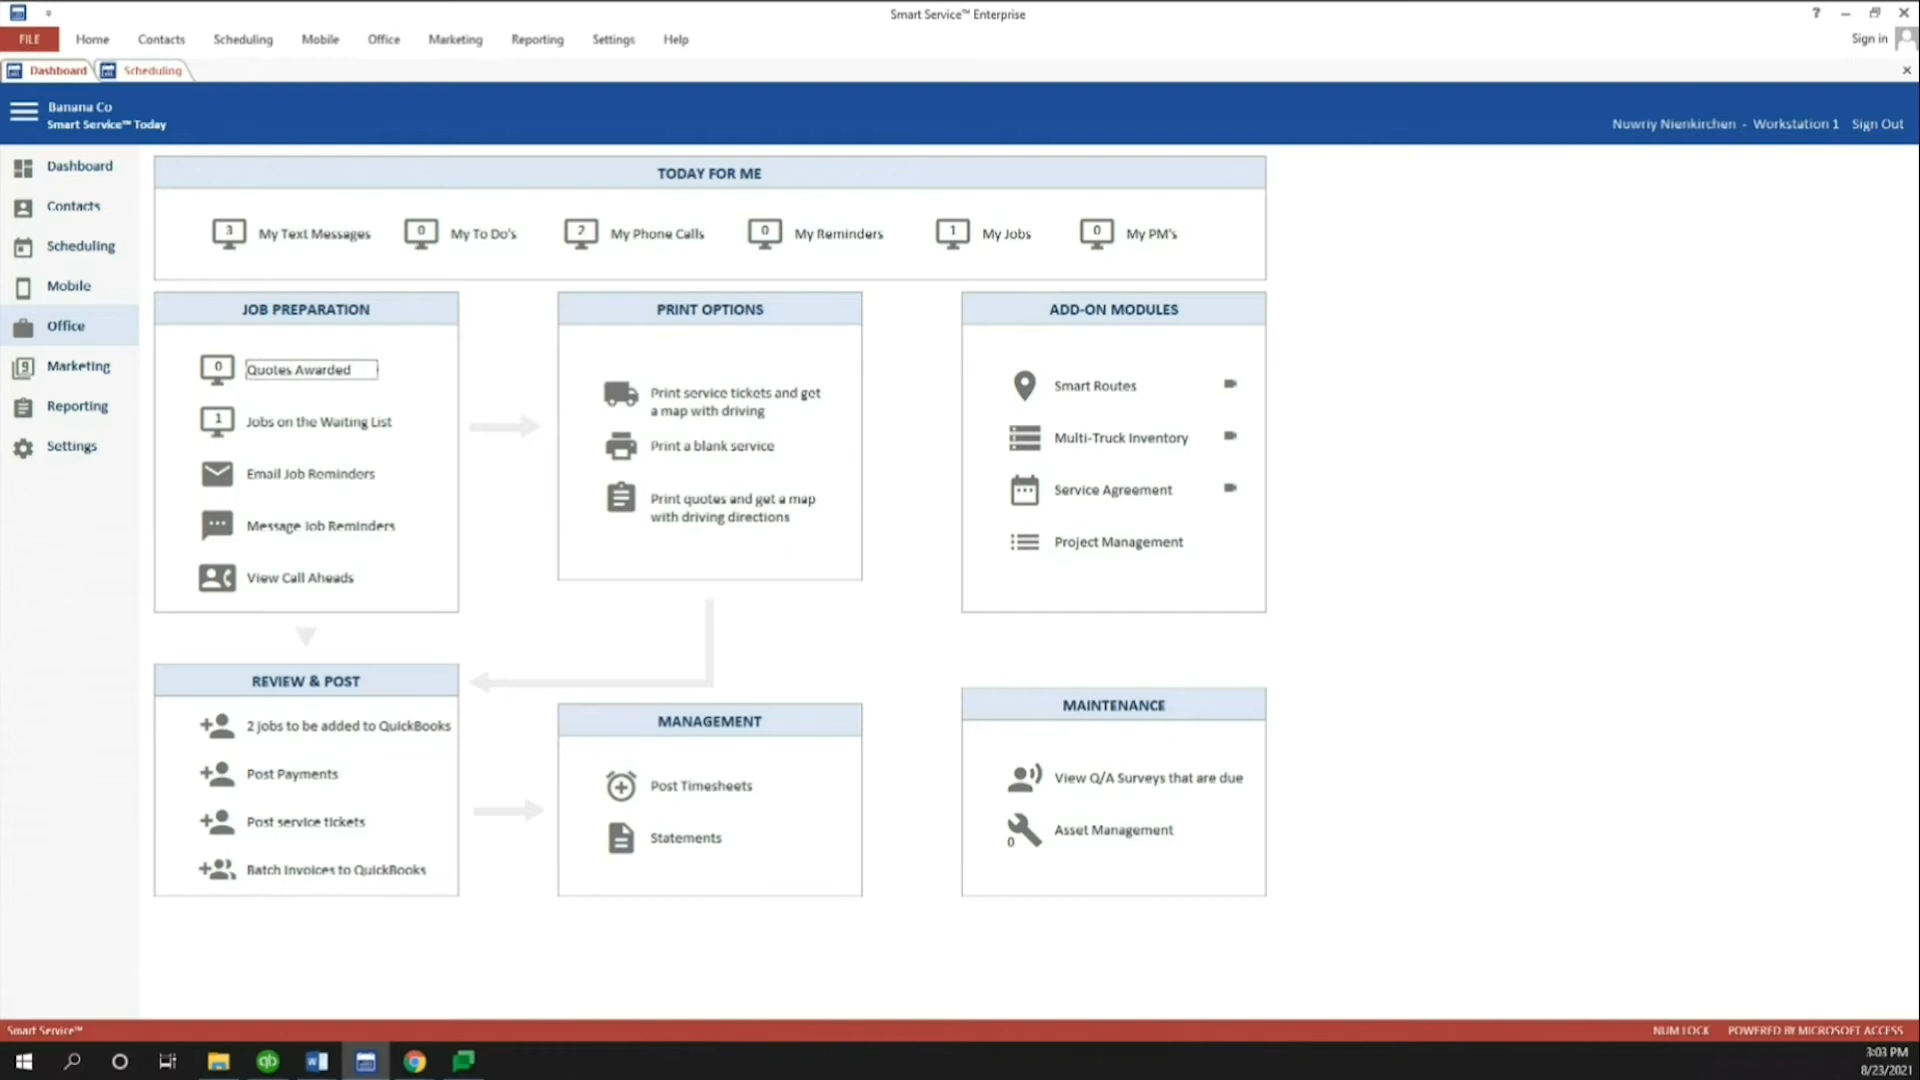 Smart Service™ Enterprise
?
FILE Home Contacts Scheduling Mobile Office Marketing Reporting Settings Help Sign in
Dashboard Scheduling
Banana Co
Smart Service™ Today
Nuwriy Nienkirchen - Workstation 1 Sign Out
Dashboard
Contacts
Scheduling
Mobile
Office
9 Marketing
Reporting
Settings
TODAY FOR ME
3 My Text Messages 0 My To Do's 2 My Phone Calls 0 My Reminders 1 My Jobs 0 My PM's
JOB PREPARATION
0 Quotes Awarded
1 Jobs on the Waiting List
Email Job Reminders
Message Job Reminders
View Call Aheads
PRINT OPTIONS
Print service tickets and get
a map with driving
Print a blank service
Print quotes and get a map
with driving directions
ADD-ON MODULES
Smart Routes
Multi-Truck Inventory
Service Agreement
Project Management
REVIEW & POST
2 jobs to be added to QuickBooks
Post Payments
Post service tickets
Batch Invoices to QuickBooks
MANAGEMENT
Post Timesheets
Statements
MAINTENANCE
View Q/A Surveys that are due
0 Asset Management
Smart Service™
NUM LOCK POWERED BY MICROSOFT ACCESS
qb
3:03 PM
8/23/2021